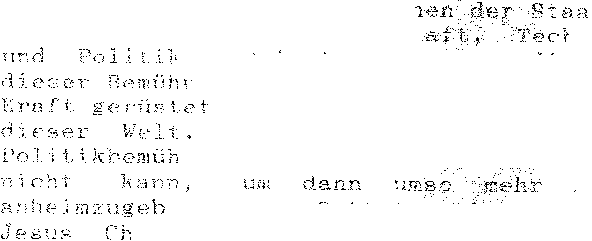 nen der Staa
aft, Tech
und Politik
dieser Bemühu
Kraft gerüstet
dieser Welt.
Politikbemüh
nicht kann, um dann umso mehr
anheimzugeb
Jesus Ch